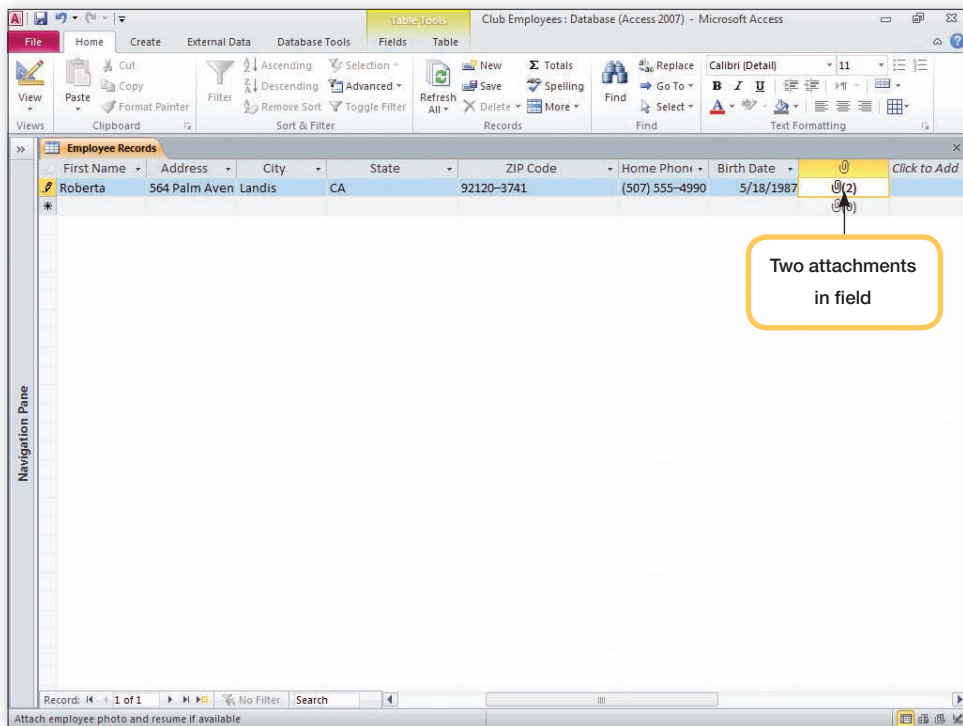 Table Tools Club Employees : Database (Access 2007) - Microsoft Access
File Home Create External Data Database Tools Fields Table
View
Views
Paste
Cut
Copy
Format Painter
Clipboard
Filter
Ascending
Descending
Remove Sort
Selection
Advanced
Toggle Filter
Sort & Filter
Refresh All
New
Save
Delete
Totals
Spelling
More
Records
Find
Replace
Go To
Select
Find
Calibri (Detail) 11
B I U
A
Text Formatting
Employee Records
First Name Address City State ZIP Code Home Phone Birth Date Click to Add
Roberta 564 Palm Aven Landis CA 92120–3741 (507) 555–4990 5/18/1987 (2)
Two attachments
in field
Navigation Pane
Record: 1 of 1 No Filter Search
Attach employee photo and resume if available